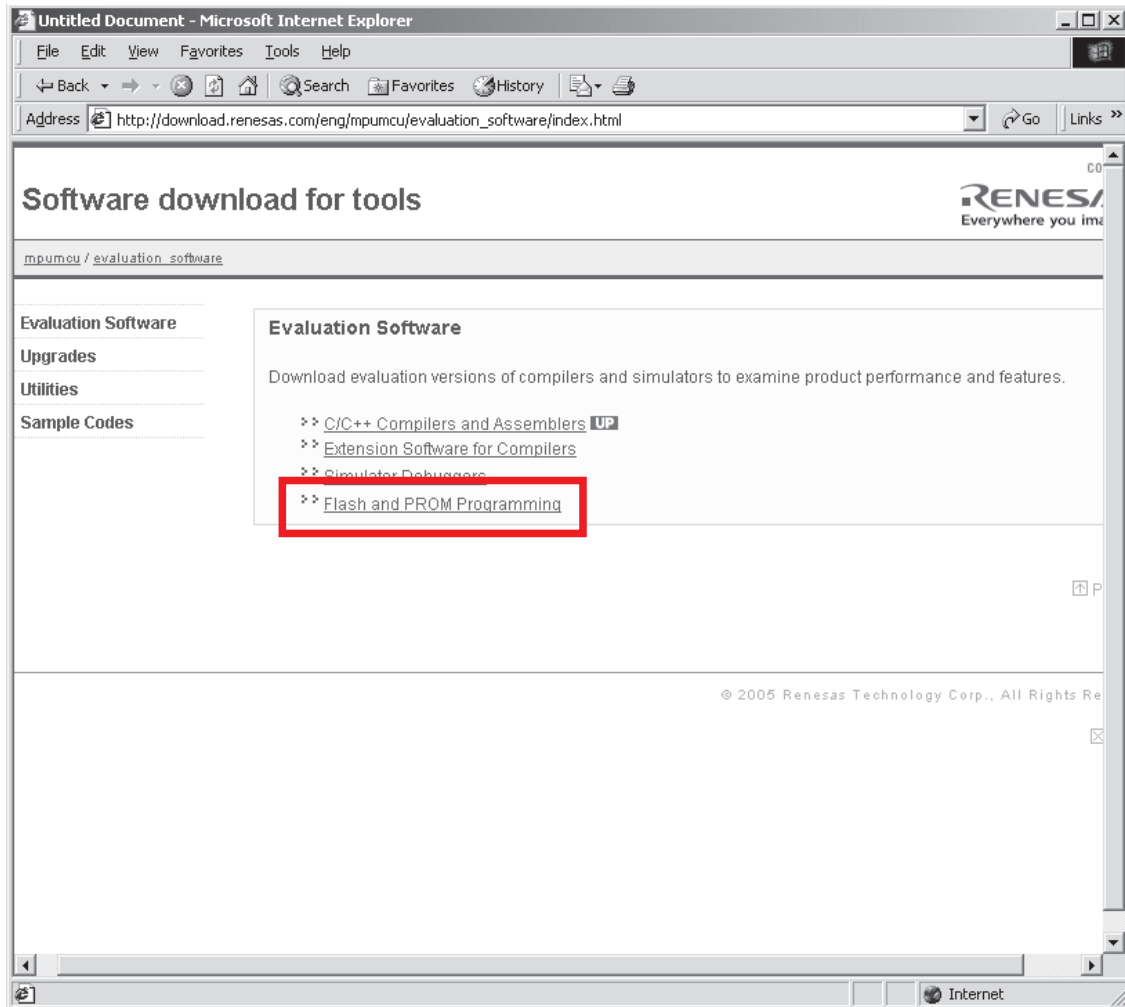 Untitled Document - Microsoft Internet Explorer
File Edit View Favorites Tools Help
Back Search Favorites History
Address http://download.renesas.com/eng/mpumcu/evaluation_software/index.html Go Links »
Software download for tools
RENESA
Everywhere you ima
mpumcu / evaluation_software
Evaluation Software
Upgrades
Utilities
Sample Codes
Evaluation Software
Download evaluation versions of compilers and simulators to examine product performance and features.
C/C++ Compilers and Assemblers UP
Extension Software for Compilers
Simulator Debuggers
Flash and PROM Programming
P
© 2005 Renesas Technology Corp., All Rights Re
Internet